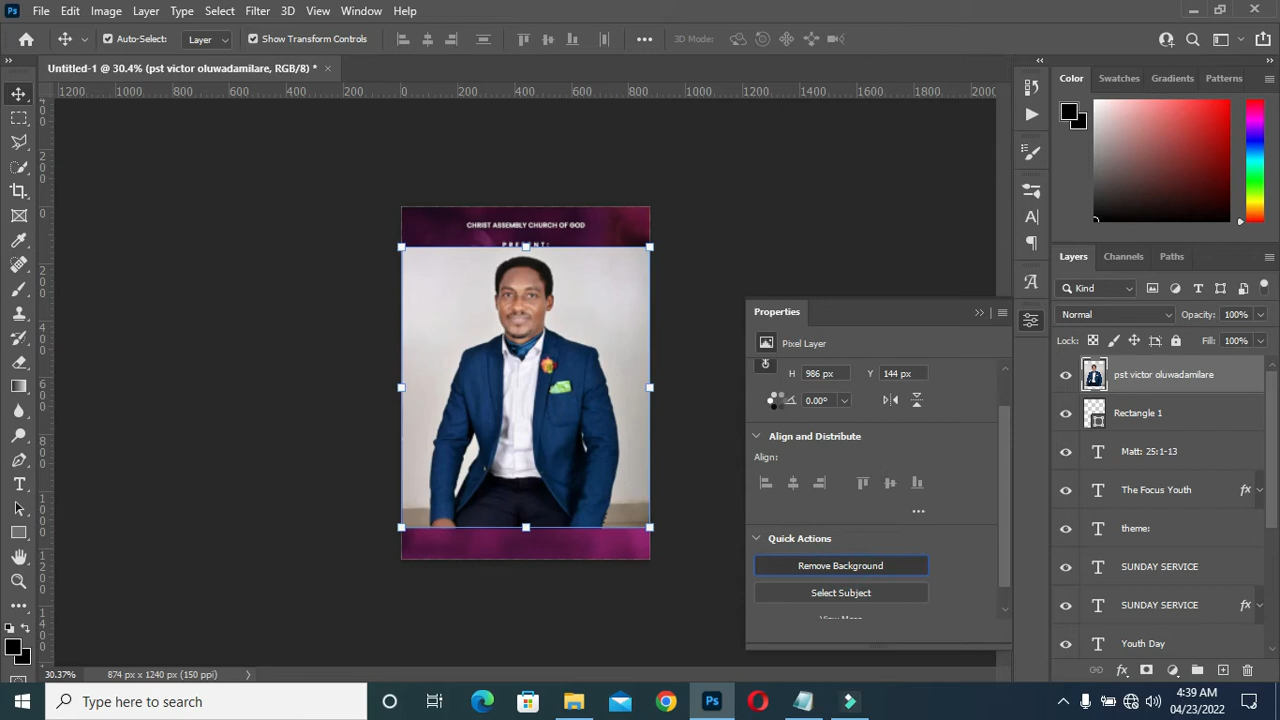 Ps File Edit Image Layer Type Select Filter 3D View Window Help
Auto-Select: Layer Show Transform Controls 3D Mode:
Untitled-1 @ 30.4% (pst victor oluwadamilare, RGB/8) *
1200 1000 800 600 400 200 0 200 400 600 800 1000 1200 1400 1600 1800 2000
Color Swatches Gradients Patterns
CHRIST ASSEMBLY CHURCH OF GOD
PRESENT:
Properties
Pixel Layer
H 986 px Y 144 px
0.00°
Align and Distribute
Align:
Quick Actions
Remove Background
Select Subject
View More
Layers Channels Paths
Kind
Normal Opacity: 100%
Lock: Fill: 100%
pst victor oluwadamilare
Rectangle 1
Matt: 25:1-13
The Focus Youth fx
theme:
SUNDAY SERVICE
SUNDAY SERVICE fx
Youth Day
30.37% 874 px x 1240 px (150 ppi)
Type here to search
4:39 AM
04/23/2022